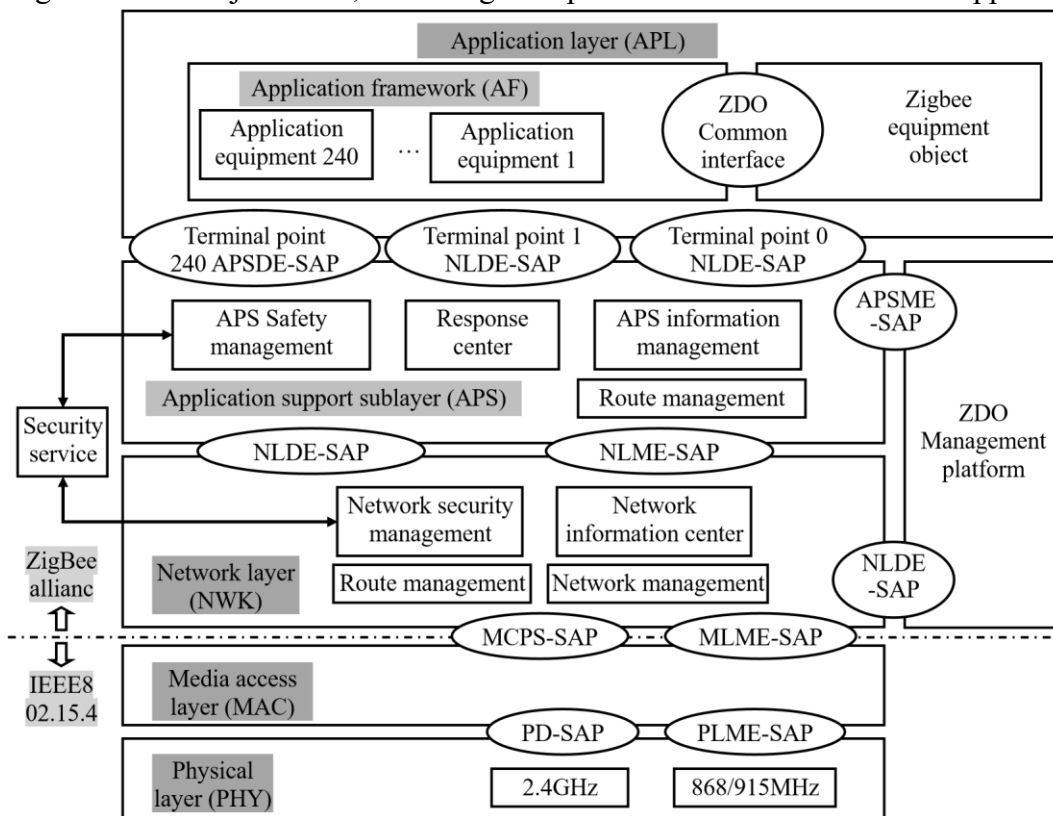 Application layer (APL)
Application framework (AF)
Application
equipment 240
...
Application
equipment 1
ZDO
Common
interface
Zigbee
equipment
object
Terminal point
240 APSDE-SAP
Terminal point 1
NLDE-SAP
Terminal point 0
NLDE-SAP
APSME
-SAP
APS Safety
management
Response
center
APS information
management
Application support sublayer (APS)
Route management
Security
service
ZDO
Management
platform
NLDE-SAP
NLME-SAP
Network security
management
Network
information center
Network layer
(NWK)
Route management
Network management
NLDE
-SAP
ZigBee
allianc
MCPS-SAP
MLME-SAP
IEEE8
02.15.4
Media access
layer (MAC)
PD-SAP
PLME-SAP
Physical
layer (PHY)
2.4GHz
868/915MHz